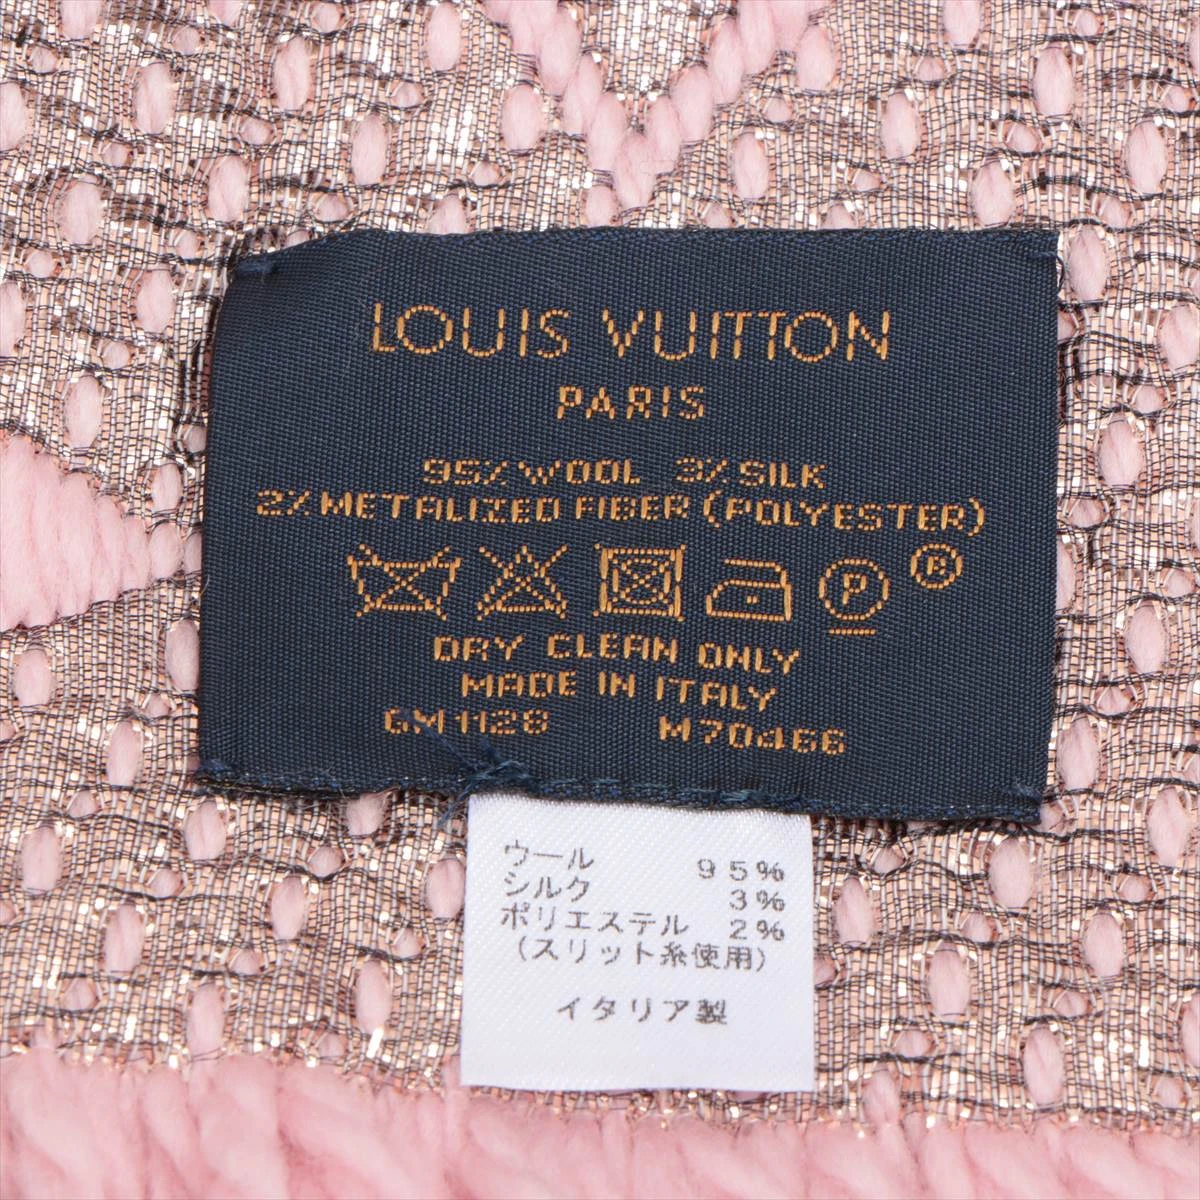 LOUIS VUITTON
PARIS
95% WOOL 3% SILK
2% METALIZED FIBER (POLYESTER)
P ®
DRY CLEAN ONLY
MADE IN ITALY
GM1128 M70466
ウール 95%
シルク 3%
ポリエステル 2%
(スリット糸使用)
イタリア製